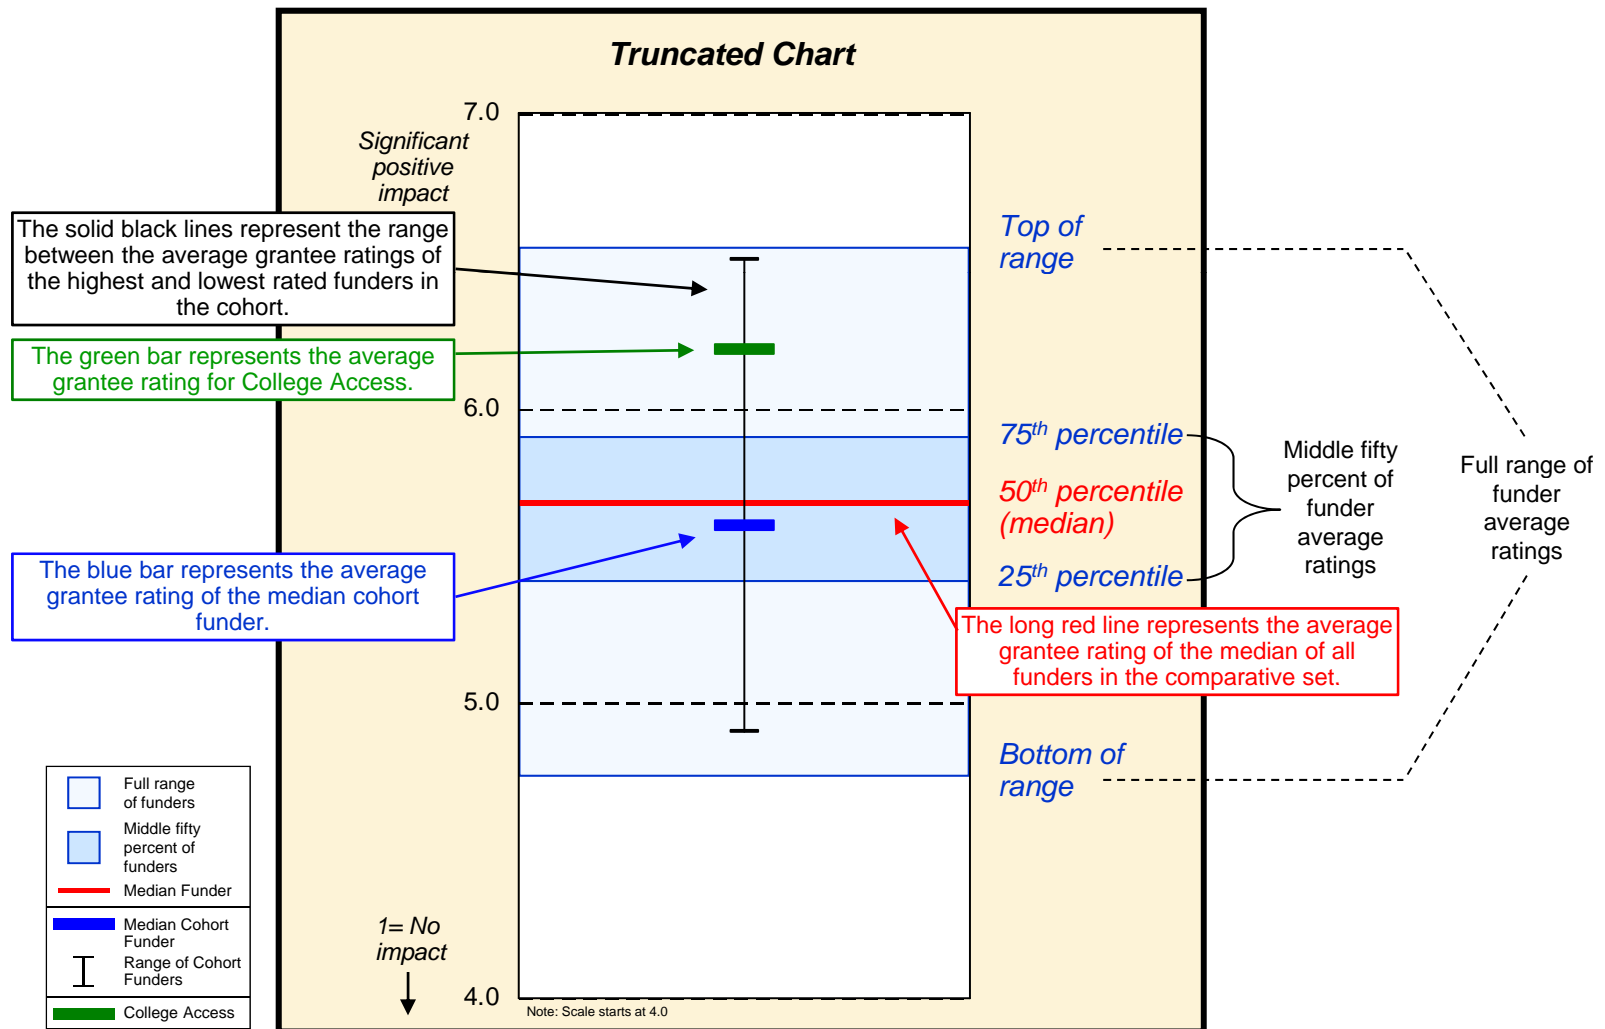 Truncated Chart
7.0
Significant
positive
impact
The solid black lines represent the range
between the average grantee ratings of
the highest and lowest rated funders in
the cohort.
The green bar represents the average
grantee rating for College Access.
6.0
The blue bar represents the average
grantee rating of the median cohort
funder.
5.0
1= No
impact
4.0
Note: Scale starts at 4.0
Top of
range
75th percentile
50th percentile
(median)
25th percentile
The long red line represents the average
grantee rating of the median of all
funders in the comparative set.
Bottom of
range
Middle fifty
percent of
funder
average
ratings
Full range of
funder
average
ratings
Full range
of funders
Middle fifty
percent of
funders
Median Funder
Median Cohort
Funder
Range of Cohort
Funders
College Access